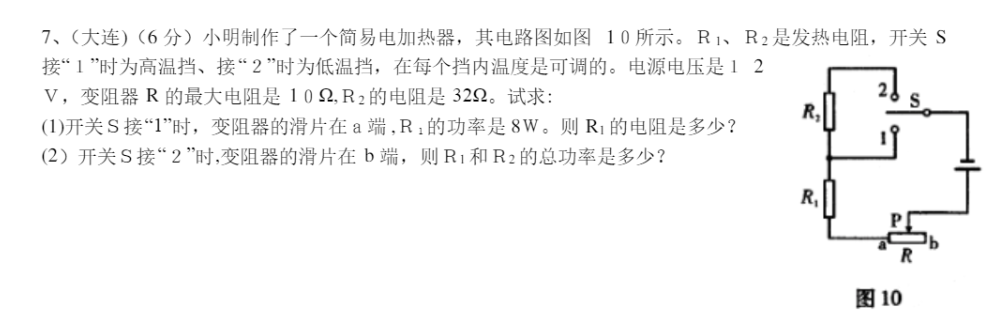 7、（大连)（6 分）小明制作了一个简易电加热器，其电路图如图 10所示。R₁、R₂是发热电阻，开关 S
接“1”时为高温挡、接“2”时为低温挡，在每个挡内温度是可调的。电源电压是1 2
V，变阻器 R 的最大电阻是 10Ω,R₂的电阻是 32Ω。试求:
(1)开关S接“1”时，变阻器的滑片在 a 端,R₁的功率是 8W。则 R₁的电阻是多少？
(2）开关S接“2”时,变阻器的滑片在 b 端，则R₁和R₂的总功率是多少？
2
S
R₂
1
R₁
P
a
b
R
图 10